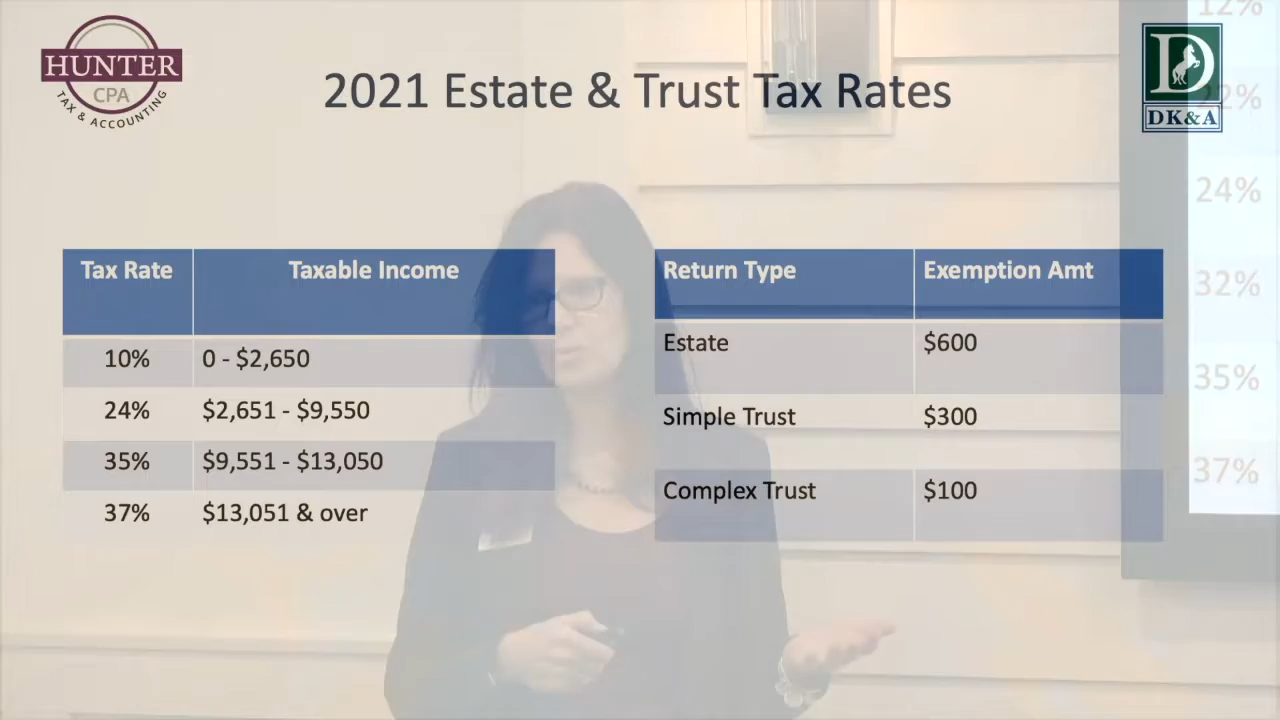 HUNTER
CPA
TAX & ACCOUNTING
2021 Estate & Trust Tax Rates
DK&A
Tax Rate Taxable Income
10% 0 - $2,650
24% $2,651 - $9,550
35% $9,551 - $13,050
37% $13,051 & over
Return Type Exemption Amt
Estate $600
Simple Trust $300
Complex Trust $100
12%
22%
24%
32%
35%
37%